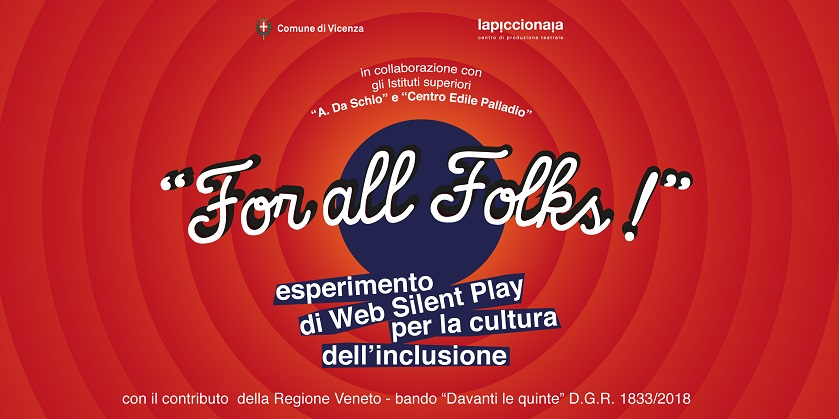 Comune di Vicenza
lapiccionaia
centro di produzione teatrale
in collaborazione con
gli Istituti superiori
“A. Da Schio” e “Centro Edile Palladio”
“For all Folks!”
esperimento
di Web Silent Play
per la cultura
dell’inclusione
con il contributo della Regione Veneto - bando “Davanti le quinte” D.G.R. 1833/2018